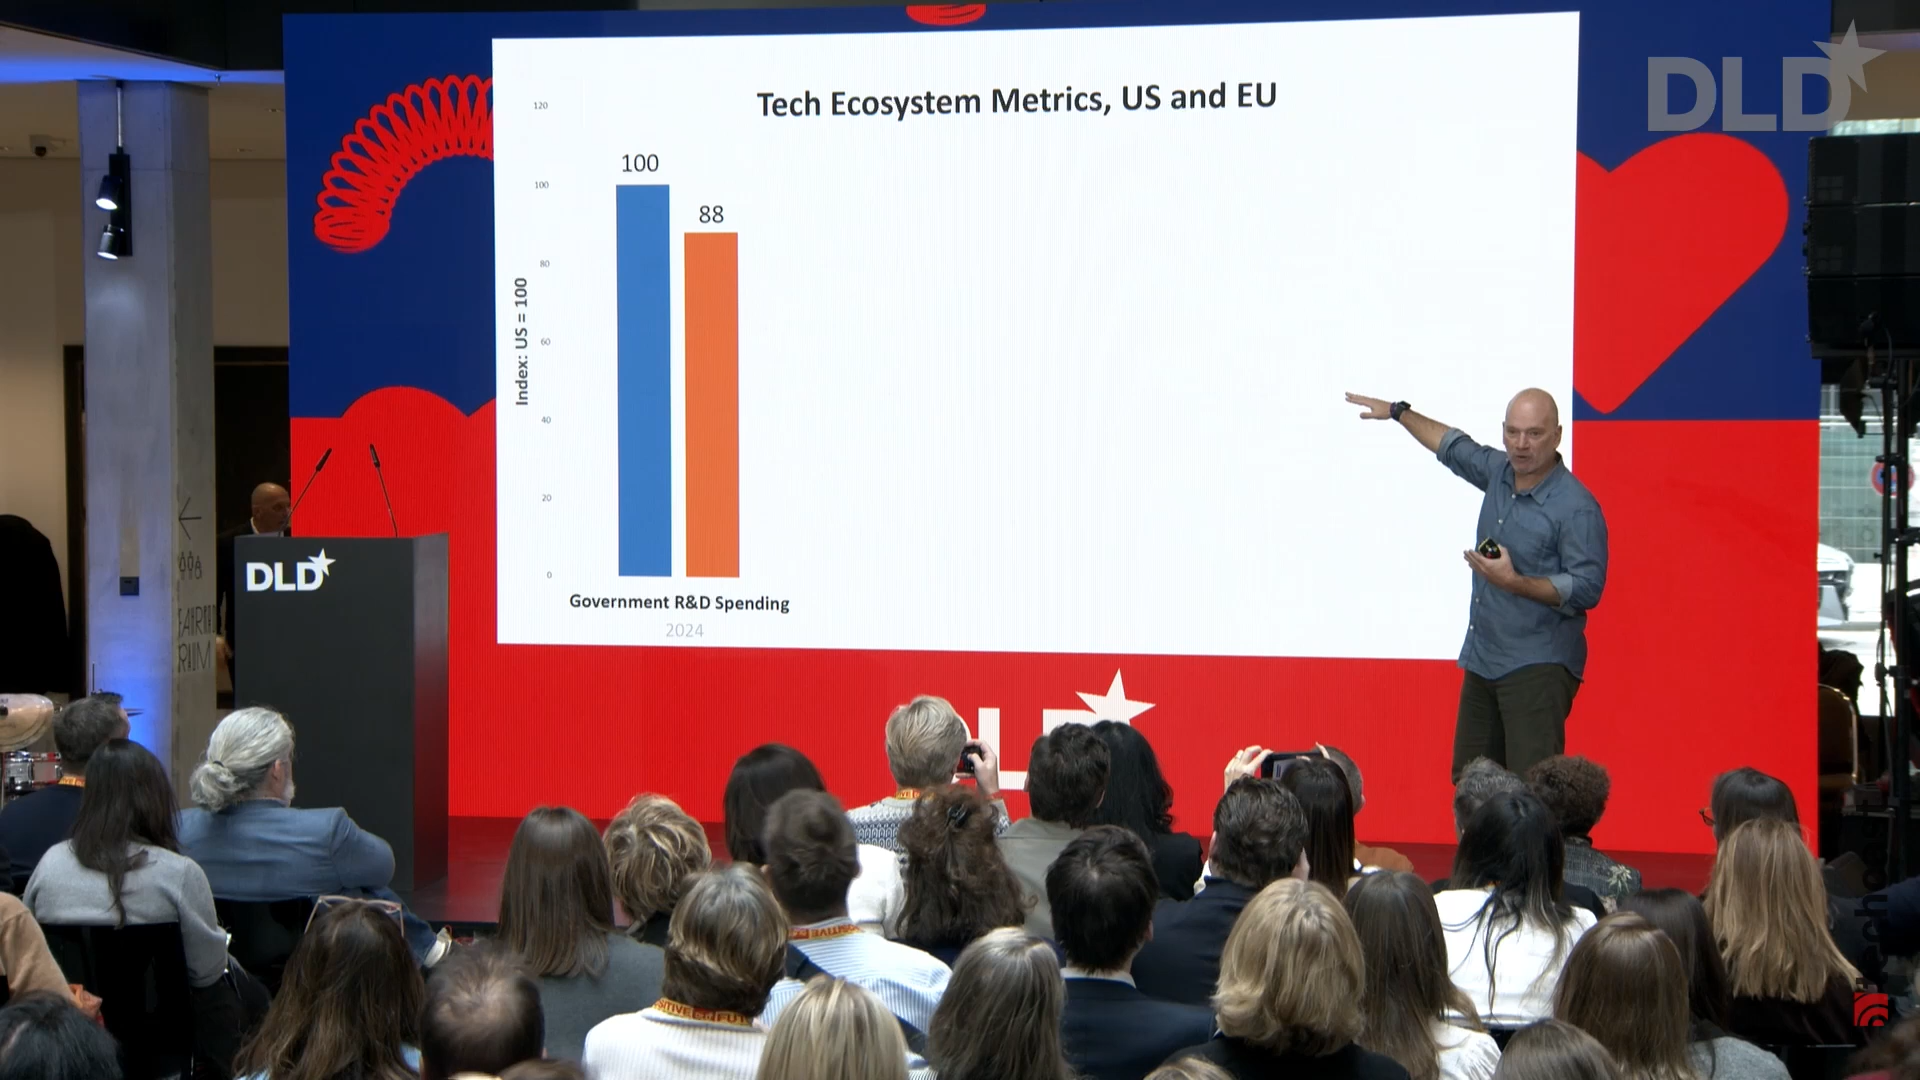 DLD
Tech Ecosystem Metrics, US and EU
120
100
100
88
80
60
40
20
0
Index: US = 100
Government R&D Spending
2024
DLD